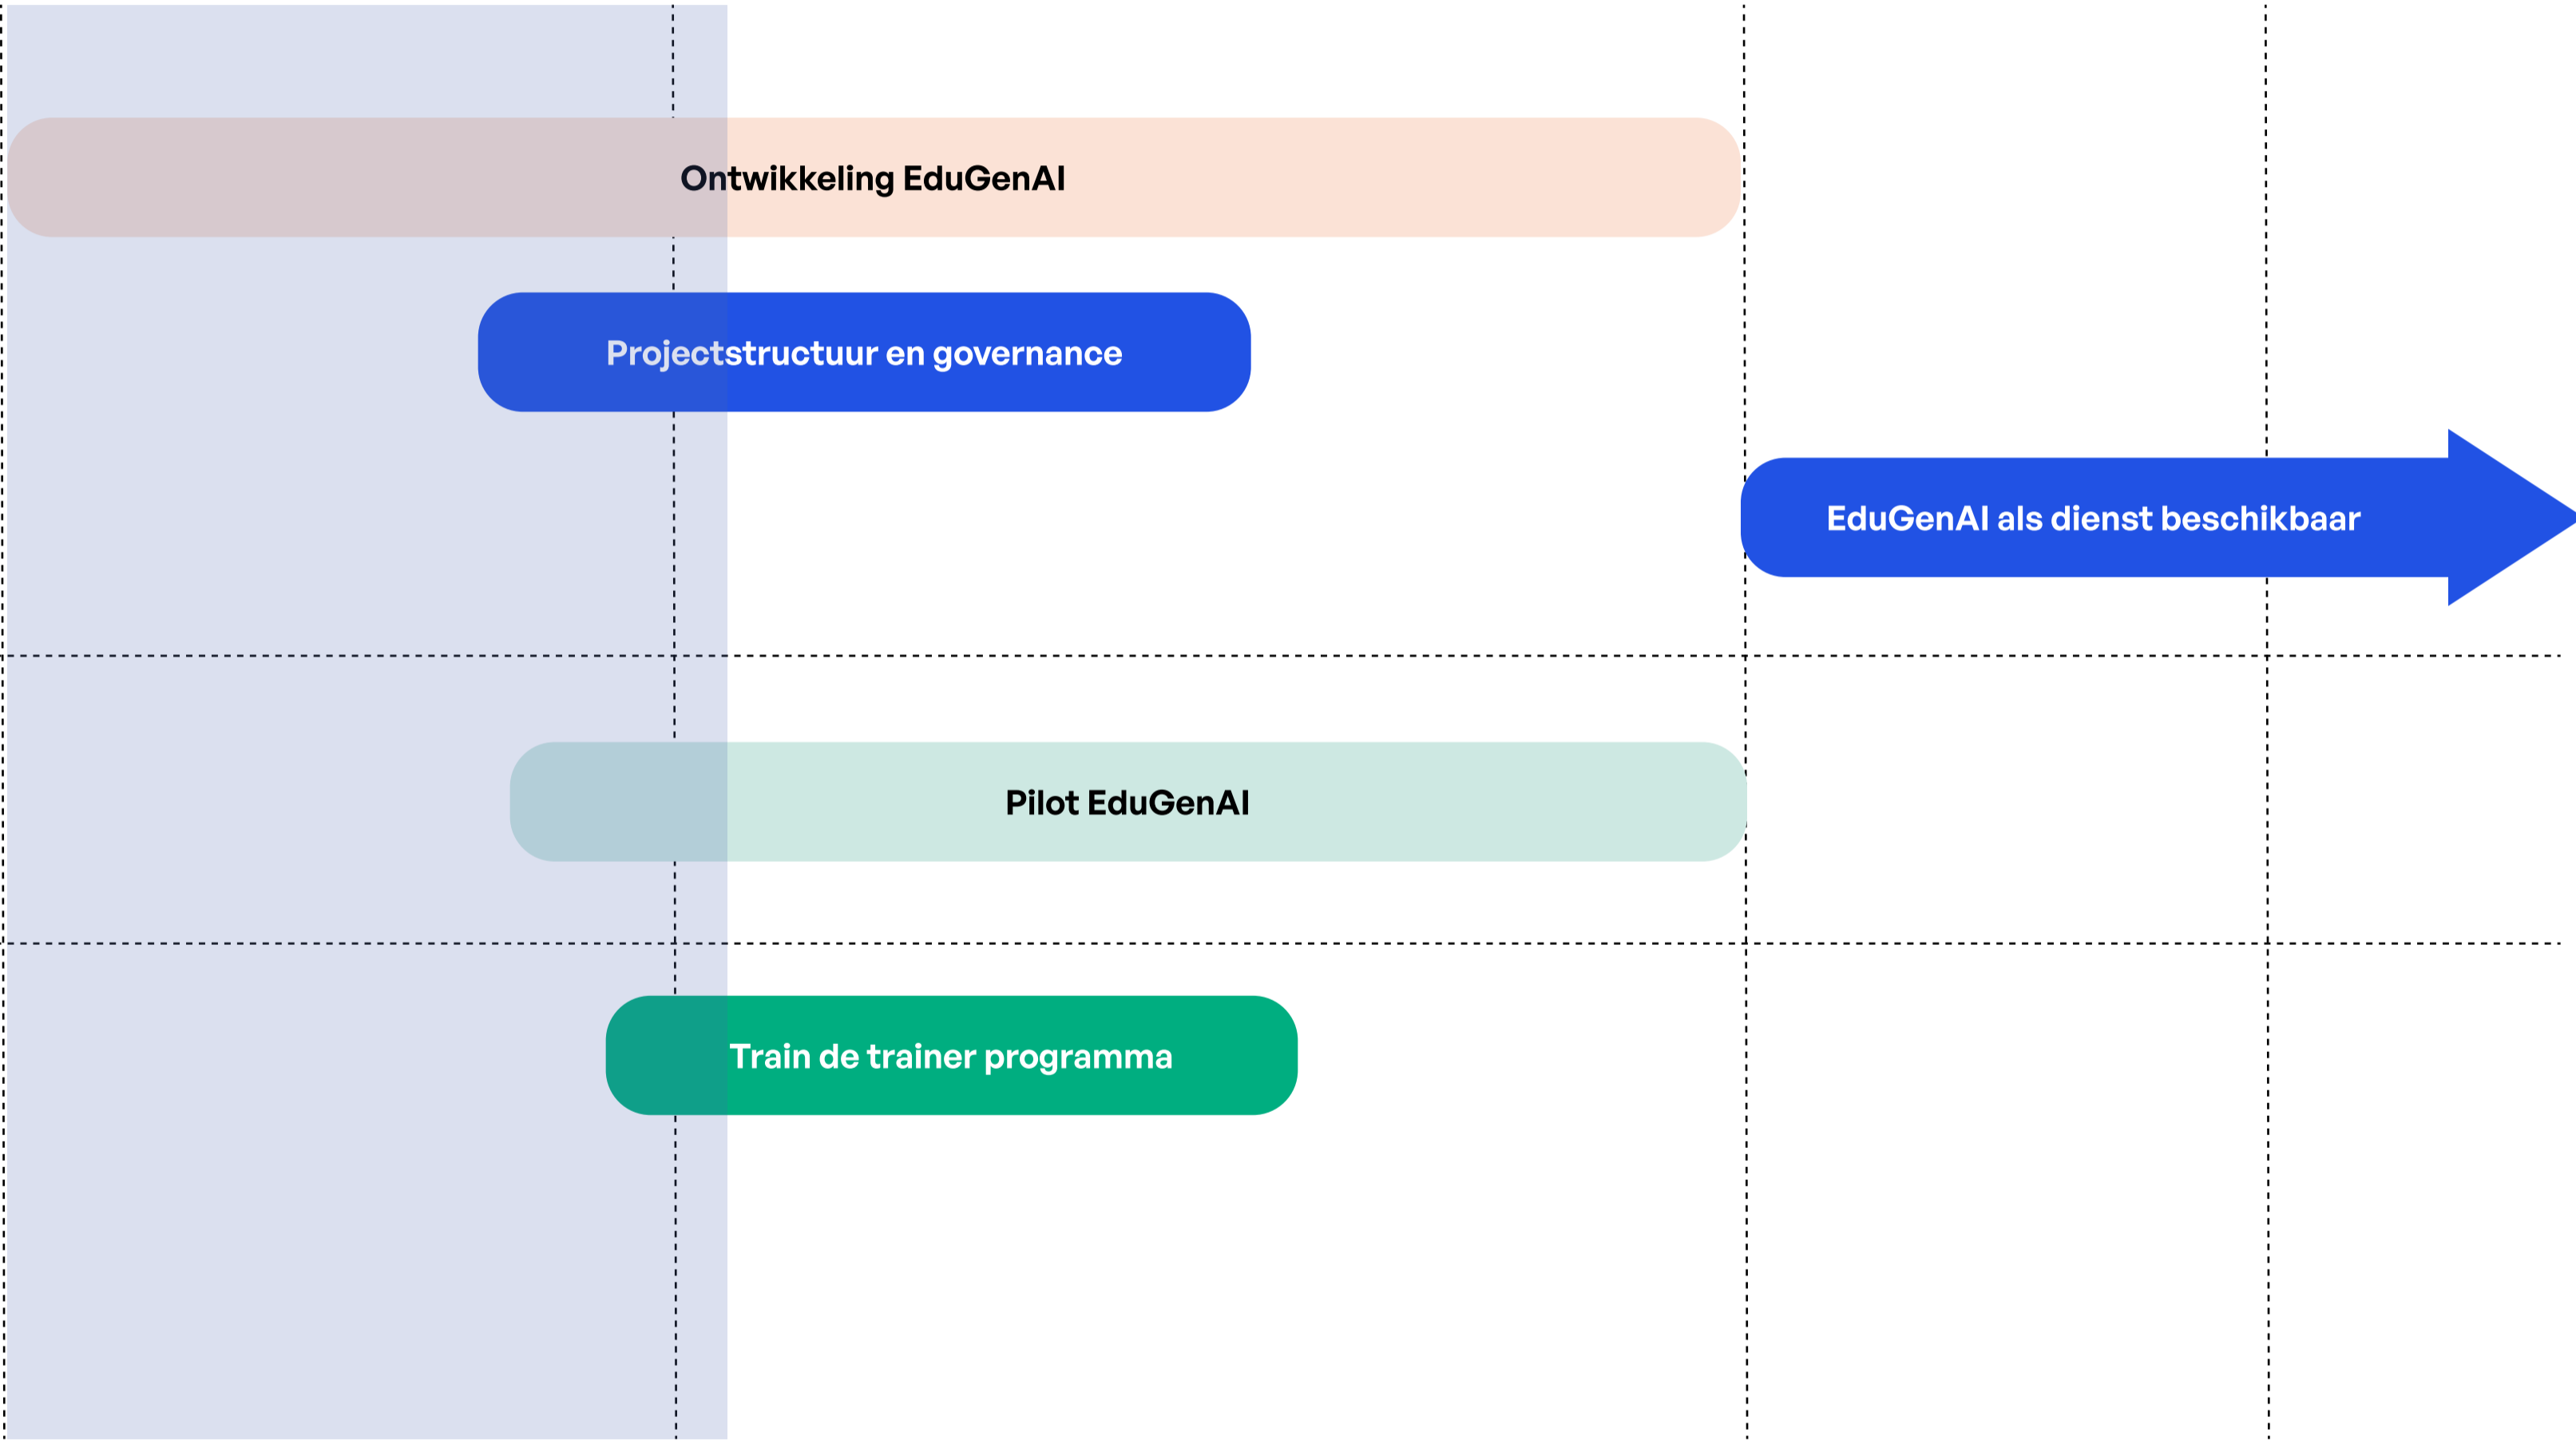 Ontwikkeling EduGenAI
Projectstructuur en governance
EduGenAI als dienst beschikbaar
Pilot EduGenAI
Train de trainer programma